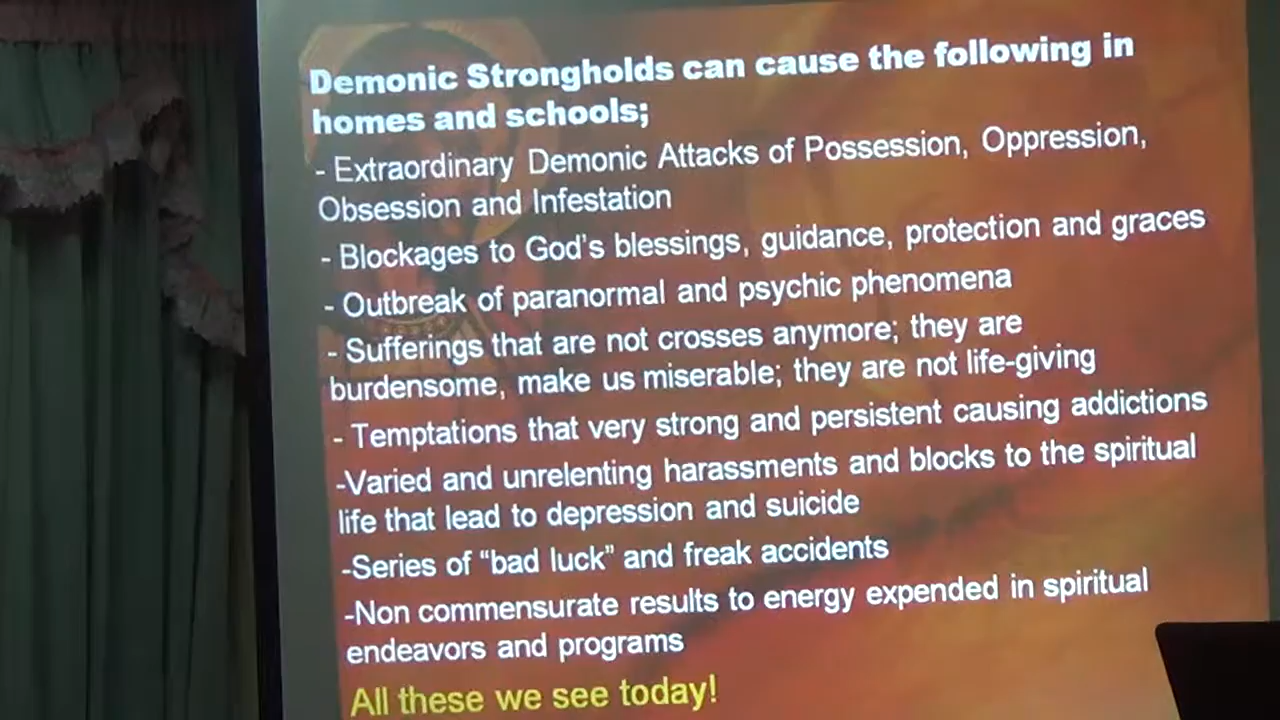 Demonic Strongholds can cause the following in
homes and schools;
- Extraordinary Demonic Attacks of Possession, Oppression,
Obsession and Infestation
- Blockages to God's blessings, guidance, protection and graces
- Outbreak of paranormal and psychic phenomena
- Sufferings that are not crosses anymore; they are
burdensome, make us miserable; they are not life-giving
- Temptations that very strong and persistent causing addictions
-Varied and unrelenting harassments and blocks to the spiritual
life that lead to depression and suicide
-Series of “bad luck” and freak accidents
-Non commensurate results to energy expended in spiritual
endeavors and programs
All these we see today!